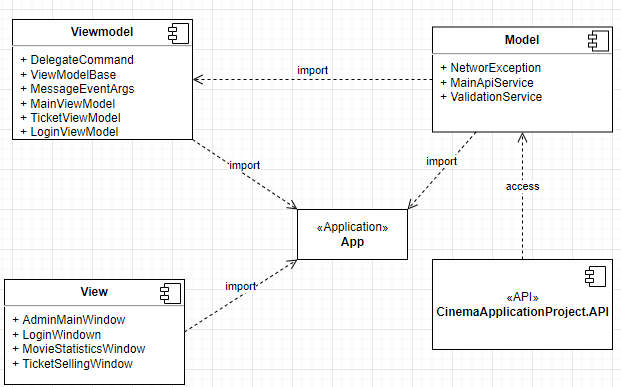 Viewmodel
+ DelegateCommand
+ ViewModelBase
+ MessageEventArgs
+ MainViewModel
+ TicketViewModel
+ LoginViewModel
import
Model
+ NetworException
+ MainApiService
+ ValidationService
import
import
access
«Application»
App
import
View
+ AdminMainWindow
+ LoginWindown
+ MovieStatisticsWindow
+ TicketSellingWindow
«API»
CinemaApplicationProject.API